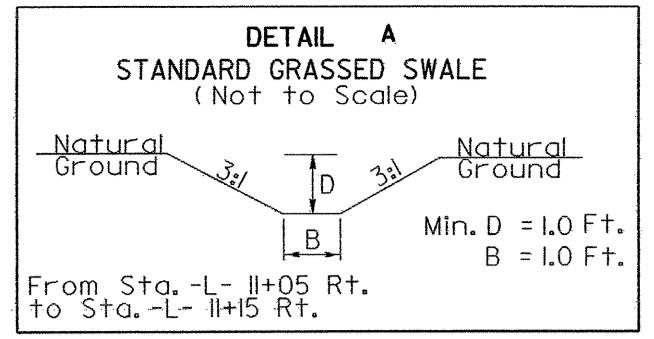 DETAIL A
STANDARD GRASSED SWALE
(Not to Scale)
Natural
Ground
3:1
D
3:1
Natural
Ground
B
Min. D = 1.0 Ft.
B = 1.0 Ft.
From Sta. -L- 11+05 Rt.
to Sta. -L- 11+15 Rt.